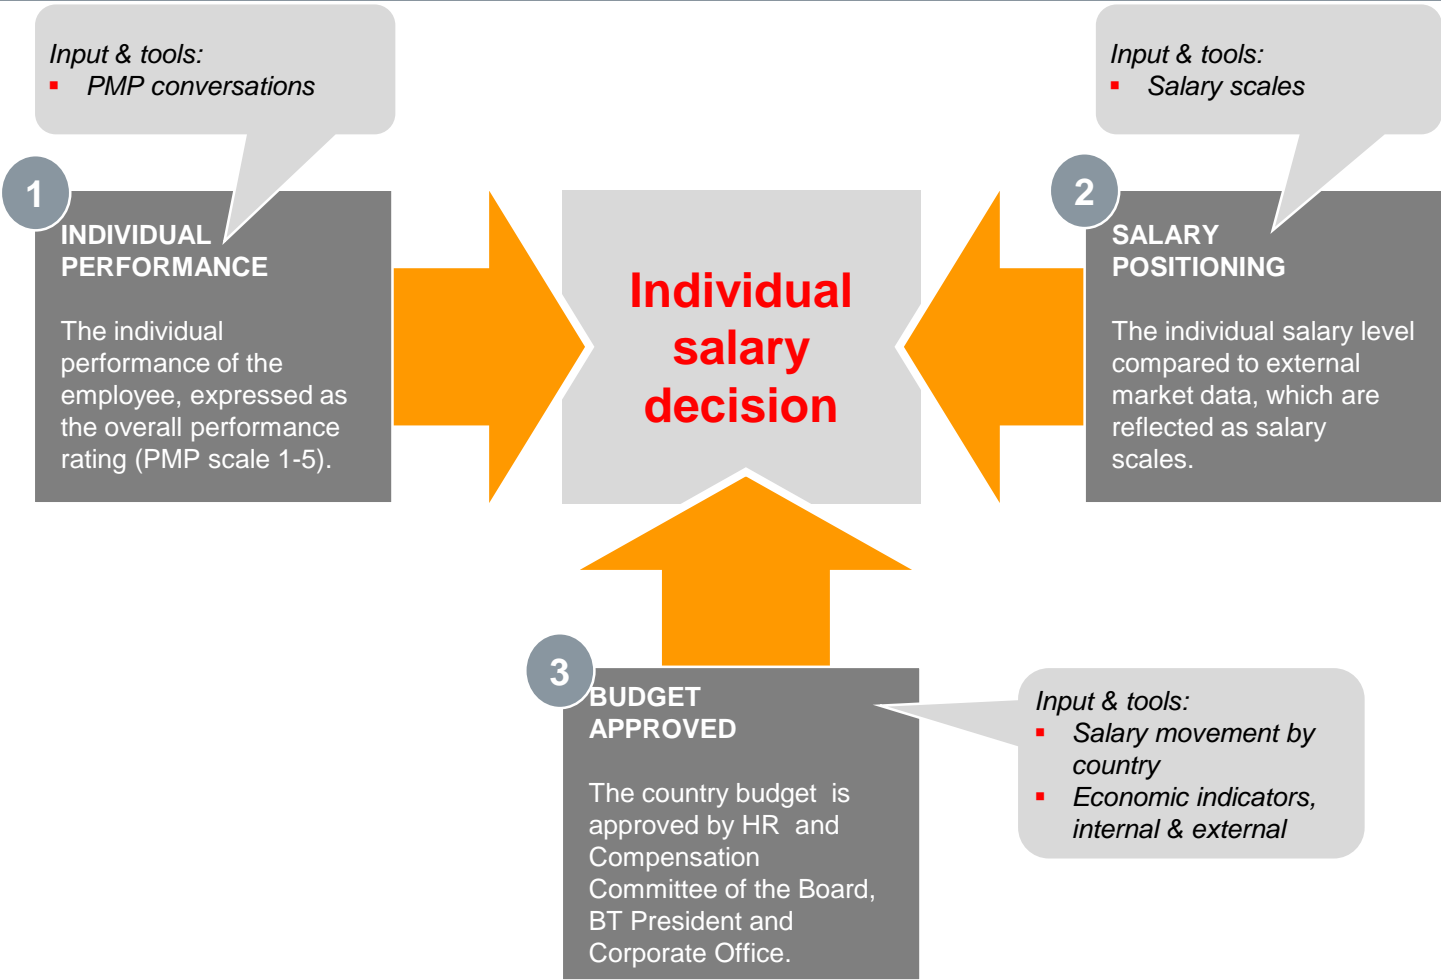 Input & tools:
▪ PMP conversations
1
INDIVIDUAL
PERFORMANCE
The individual
performance of the
employee, expressed as
the overall performance
rating (PMP scale 1-5).
Individual
salary
decision
Input & tools:
▪ Salary scales
2
SALARY
POSITIONING
The individual salary level
compared to external
market data, which are
reflected as salary
scales.
3
BUDGET
APPROVED
The country budget is
approved by HR and
Compensation
Committee of the Board,
BT President and
Corporate Office.
Input & tools:
▪ Salary movement by
country
▪ Economic indicators,
internal & external